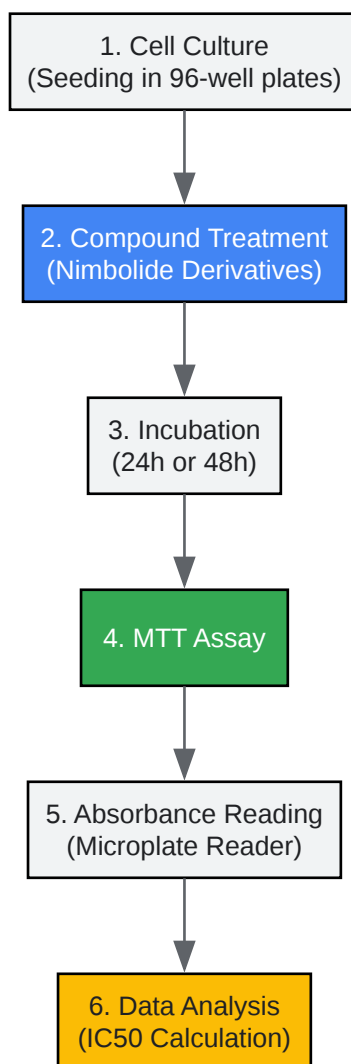 1. Cell Culture
(Seeding in 96-well plates)
2. Compound Treatment
(Nimbolide Derivatives)
3. Incubation
(24h or 48h)
4. MTT Assay
5. Absorbance Reading
(Microplate Reader)
6. Data Analysis
(IC50 Calculation)